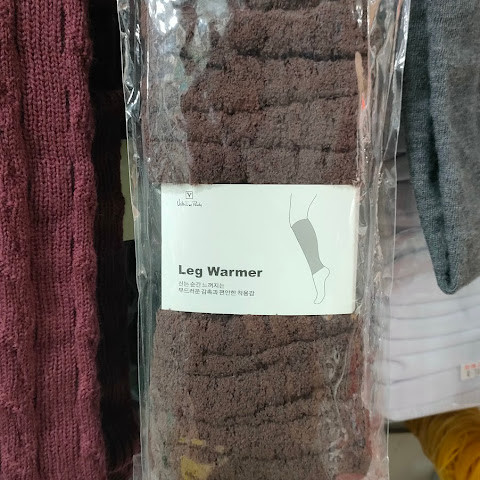 Leg Warmer
신는 순간 느껴지는
부드러운 감촉과 편안한 착용감